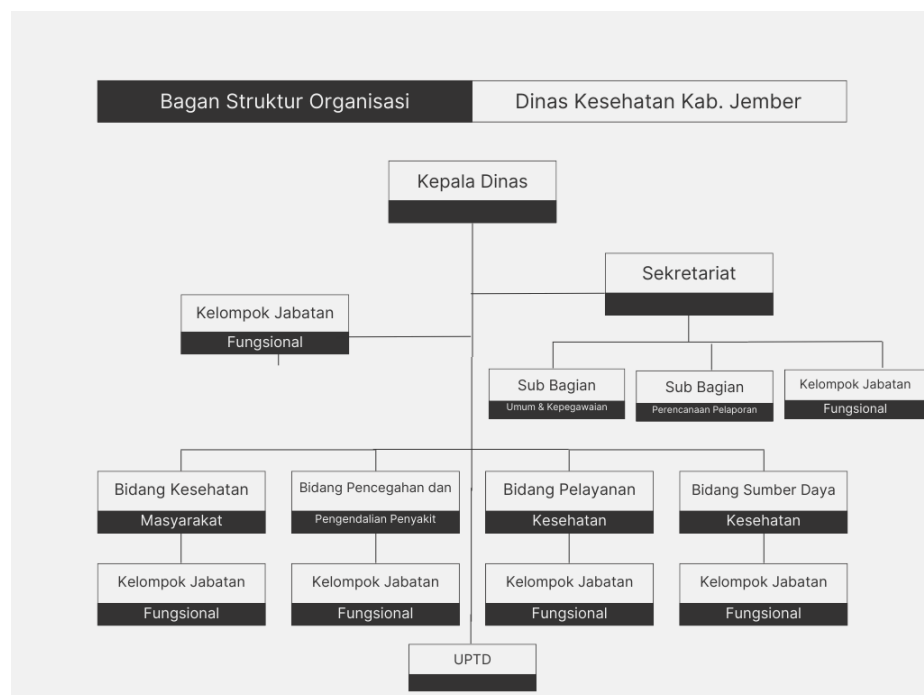 Bagan Struktur Organisasi
Dinas Kesehatan Kab. Jember
Kepala Dinas
Sekretariat
Kelompok Jabatan
Fungsional
Sub Bagian
Umum & Kepegawaian
Sub Bagian
Perencanaan Pelaporan
Kelompok Jabatan
Fungsional
Bidang Kesehatan
Masyarakat
Bidang Pencegahan dan
Pengendalian Penyakit
Bidang Pelayanan
Kesehatan
Bidang Sumber Daya
Kesehatan
Kelompok Jabatan
Fungsional
Kelompok Jabatan
Fungsional
Kelompok Jabatan
Fungsional
Kelompok Jabatan
Fungsional
UPTD